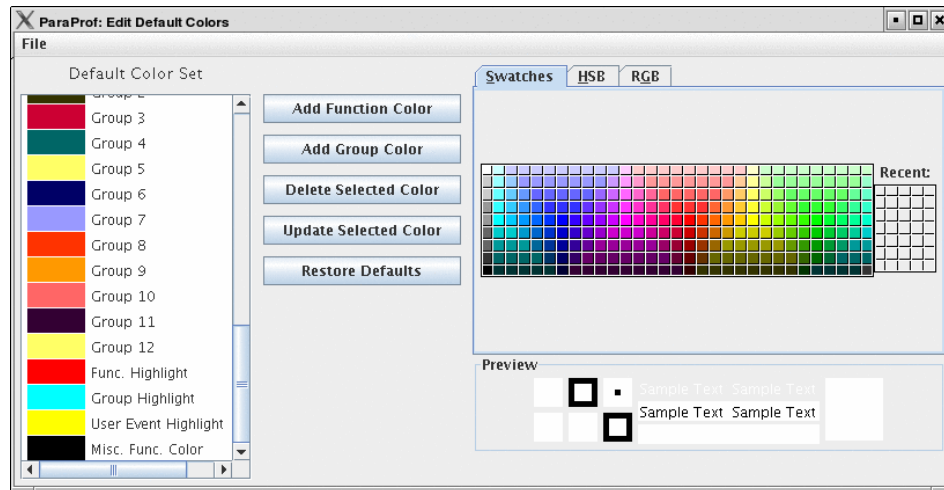 ParaProf: Edit Default Colors
File
Default Color Set
Group 2
Group 3
Group 4
Group 5
Group 6
Group 7
Group 8
Group 9
Group 10
Group 11
Group 12
Func. Highlight
Group Highlight
User Event Highlight
Misc. Func. Color
Add Function Color
Add Group Color
Delete Selected Color
Update Selected Color
Restore Defaults
Swatches HSB RGB
Recent:
Preview
Sample Text Sample Text
Sample Text Sample Text